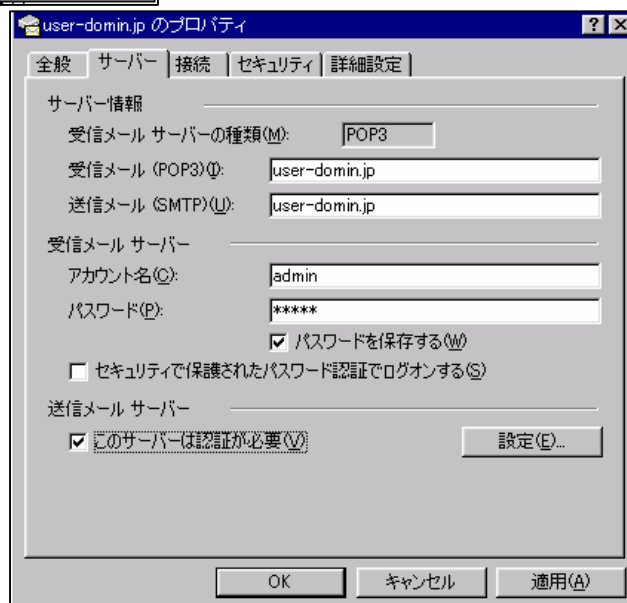 user-domin.jp のプロパティ
全般 サーバー 接続 セキュリティ 詳細設定
サーバー情報
受信メール サーバーの種類(M): POP3
受信メール (POP3)(I): user-domin.jp
送信メール (SMTP)(U): user-domin.jp
受信メール サーバー
アカウント名(C): admin
パスワード(P): *****
パスワードを保存する(W)
セキュリティで保護されたパスワード認証でログオンする(S)
送信メール サーバー
このサーバーは認証が必要(V) 設定(E)...
OK キャンセル 適用(A)